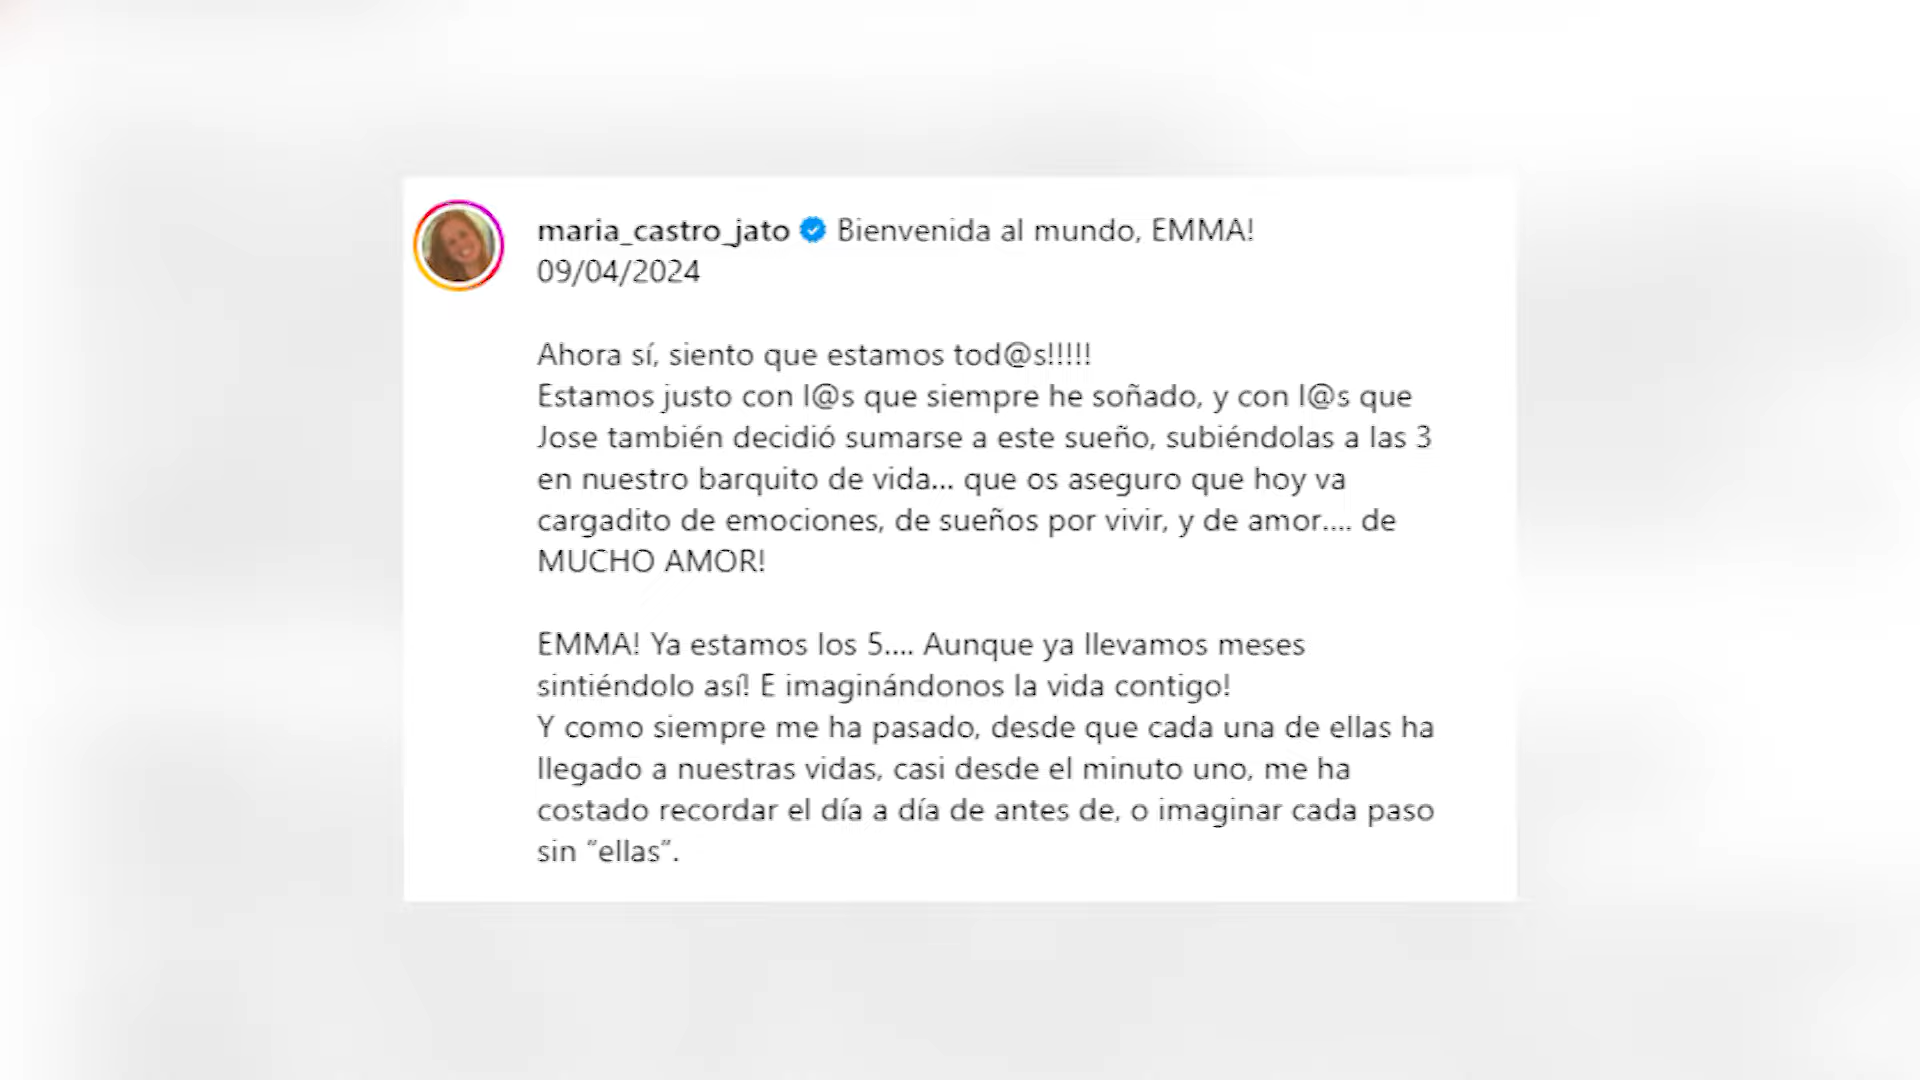 maria_castro_jato Bienvenida al mundo, EMMA!
09/04/2024
Ahora sí, siento que estamos tod@s!!!!!
Estamos justo con l@s que siempre he soñado, y con l@s que
Jose también decidió sumarse a este sueño, subiéndolas a las 3
en nuestro barquito de vida... que os aseguro que hoy va
cargadito de emociones, de sueños por vivir, y de amor.... de
MUCHO AMOR!
EMMA! Ya estamos los 5.... Aunque ya llevamos meses
sintiéndolo así! E imaginándonos la vida contigo!
Y como siempre me ha pasado, desde que cada una de ellas ha
llegado a nuestras vidas, casi desde el minuto uno, me ha
costado recordar el día a día de antes de, o imaginar cada paso
sin “ellas”.